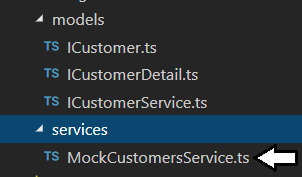 models
TS ICustomer.ts
TS ICustomerDetail.ts
TS ICustomerService.ts
services
TS MockCustomersService.ts